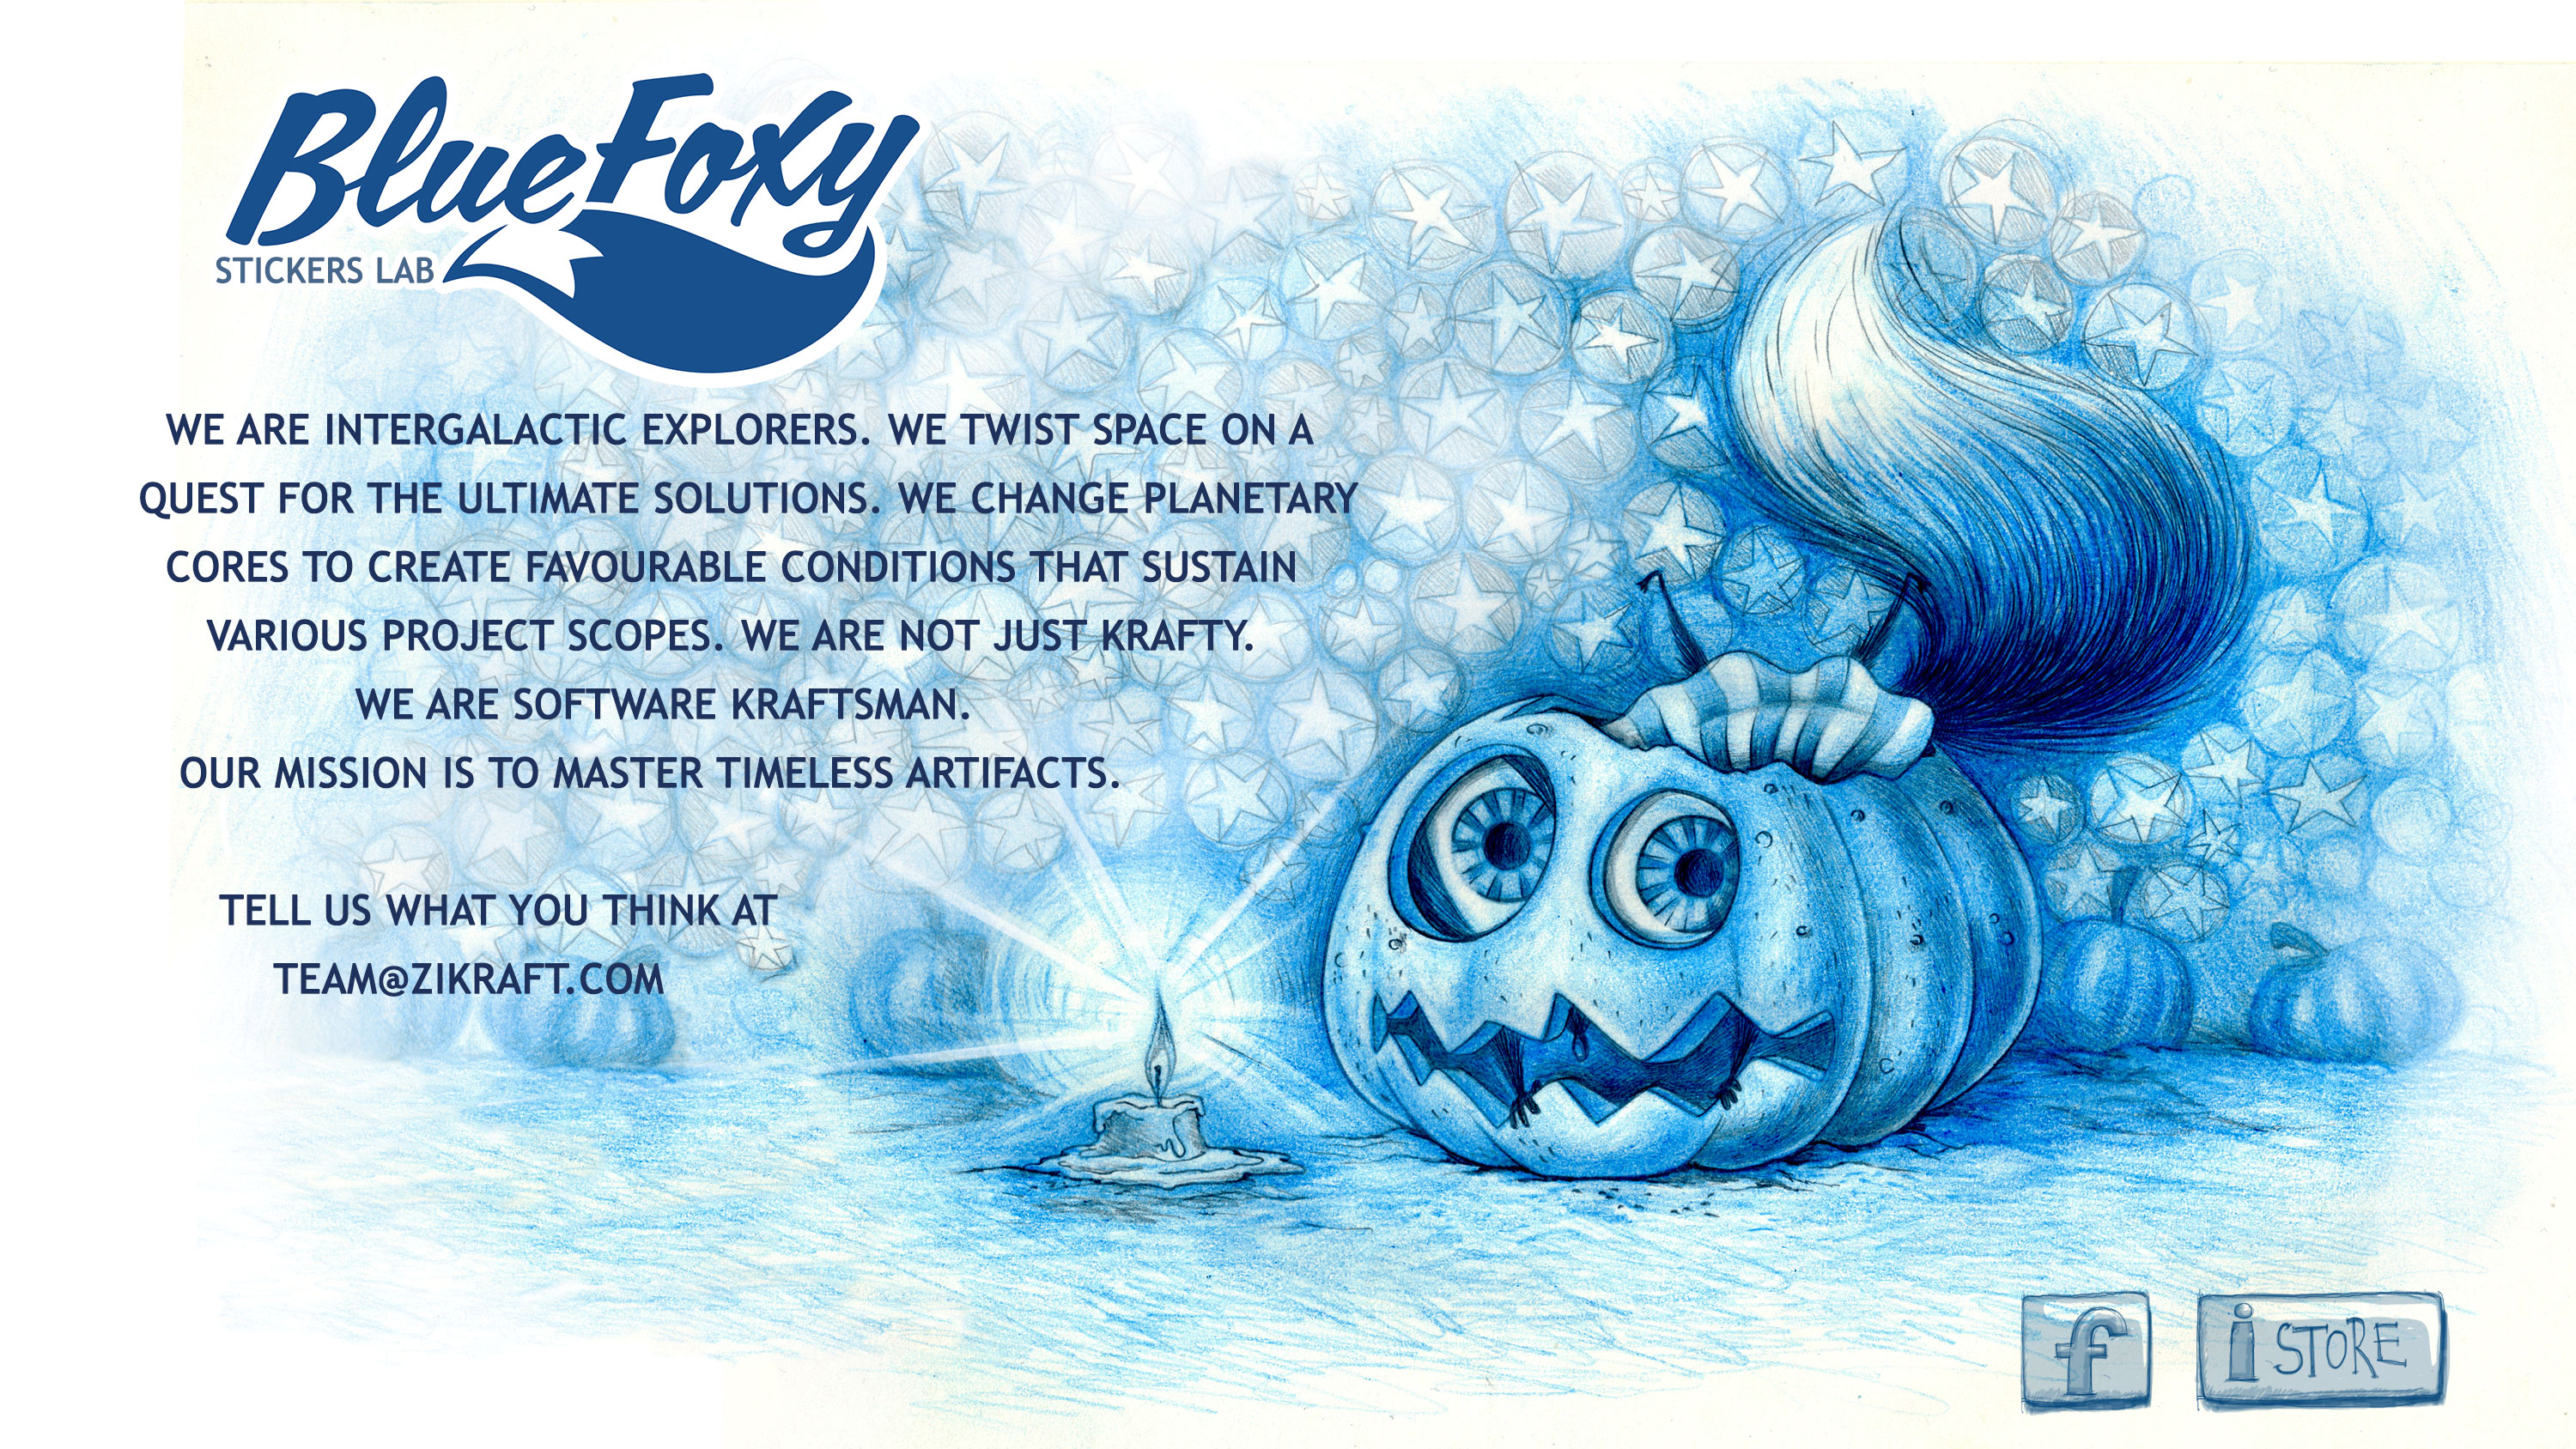 BlueFoxy
STICKERS LAB
WE ARE INTERGALACTIC EXPLORERS. WE TWIST SPACE ON A
QUEST FOR THE ULTIMATE SOLUTIONS. WE CHANGE PLANETARY
CORES TO CREATE FAVOURABLE CONDITIONS THAT SUSTAIN
VARIOUS PROJECT SCOPES. WE ARE NOT JUST KRAFTY.
WE ARE SOFTWARE KRAFTSMAN.
OUR MISSION IS TO MASTER TIMELESS ARTIFACTS.
TELL US WHAT YOU THINK AT
TEAM@ZIKRAFT.COM
f
i STORE